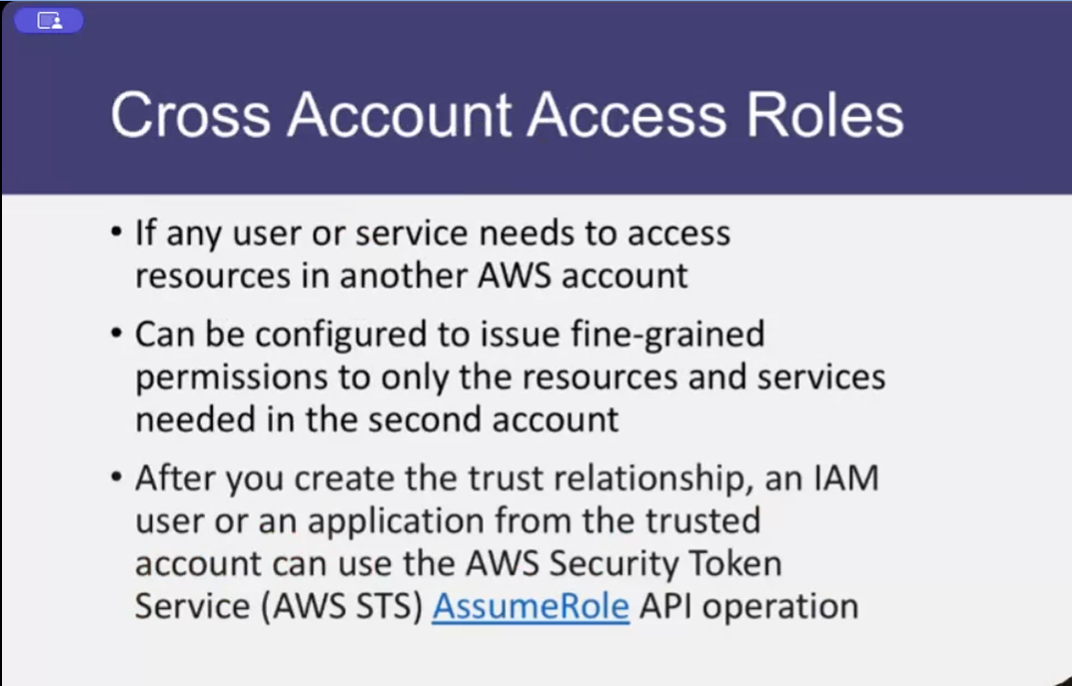 Cross Account Access Roles
• If any user or service needs to access
resources in another AWS account
• Can be configured to issue fine-grained
permissions to only the resources and services
needed in the second account
• After you create the trust relationship, an IAM
user or an application from the trusted
account can use the AWS Security Token
Service (AWS STS) AssumeRole API operation